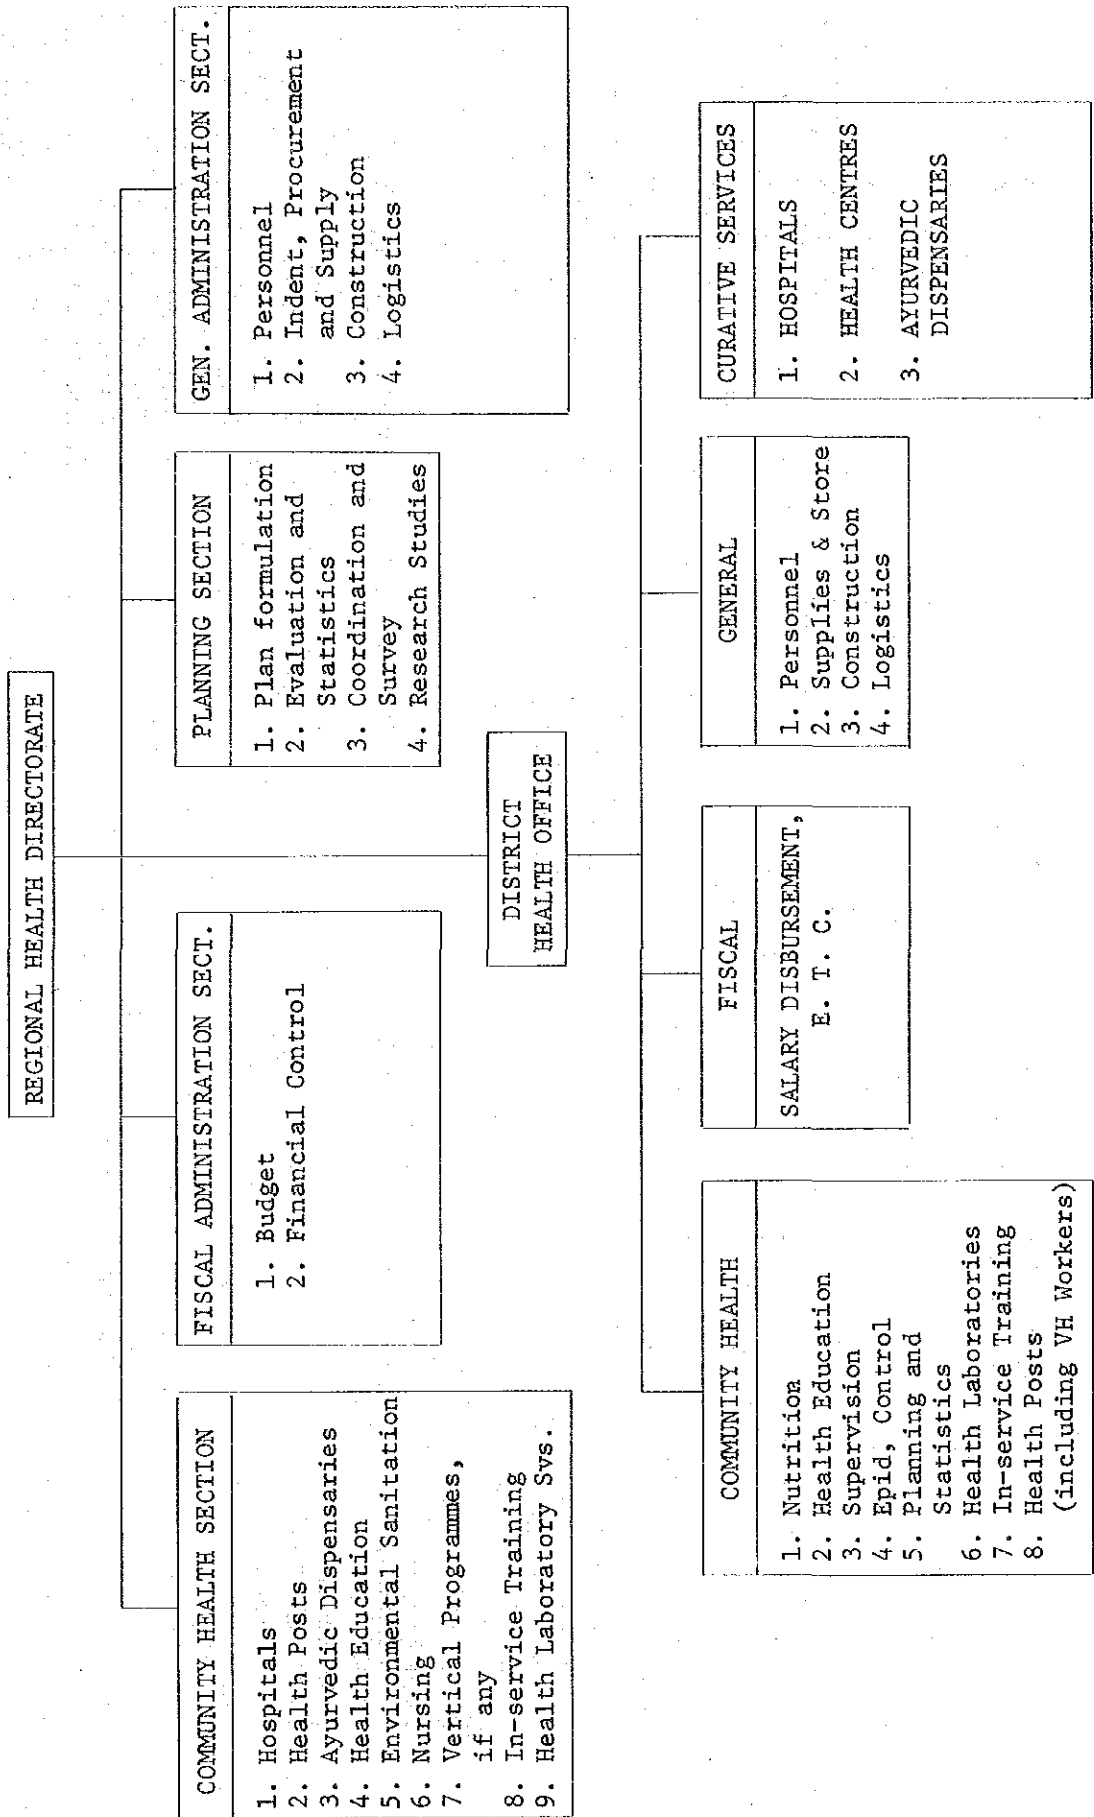 REGIONAL HEALTH DIRECTORATE
COMMUNITY HEALTH SECTION
1. Hospitals
2. Health Posts
3. Ayurvedic Dispensaries
4. Health Education
5. Environmental Sanitation
6. Nursing
7. Vertical Programmes,
if any
8. In-service Training
9. Health Laboratory Svs.
FISCAL ADMINISTRATION SECT.
1. Budget
2. Financial Control
PLANNING SECTION
1. Plan formulation
2. Evaluation and
Statistics
3. Coordination and
Survey
4. Research Studies
GEN. ADMINISTRATION SECT.
1. Personnel
2. Indent, Procurement
and Supply
3. Construction
4. Logistics
DISTRICT
HEALTH OFFICE
COMMUNITY HEALTH
1. Nutrition
2. Health Education
3. Supervision
4. Epid, Control
5. Planning and
Statistics
6. Health Laboratories
7. In-service Training
8. Health Posts
(including VH Workers)
FISCAL
SALARY DISBURSEMENT,
E. T. C.
GENERAL
1. Personnel
2. Supplies & Store
3. Construction
4. Logistics
CURATIVE SERVICES
1. HOSPITALS
2. HEALTH CENTRES
3. AYURVEDIC
DISPENSARIES